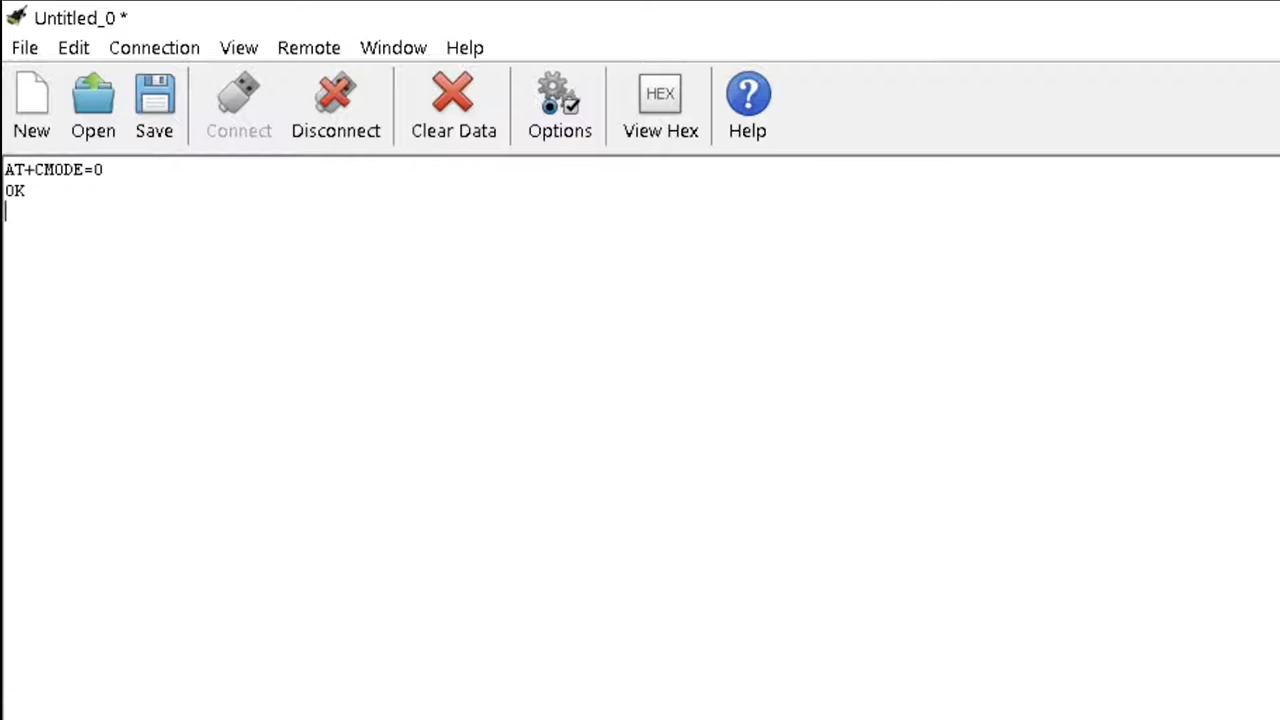 Untitled_0 *
File Edit Connection View Remote Window Help
HEX ?
New Open Save Connect Disconnect Clear Data Options View Hex Help
AT+CMODE=0
OK